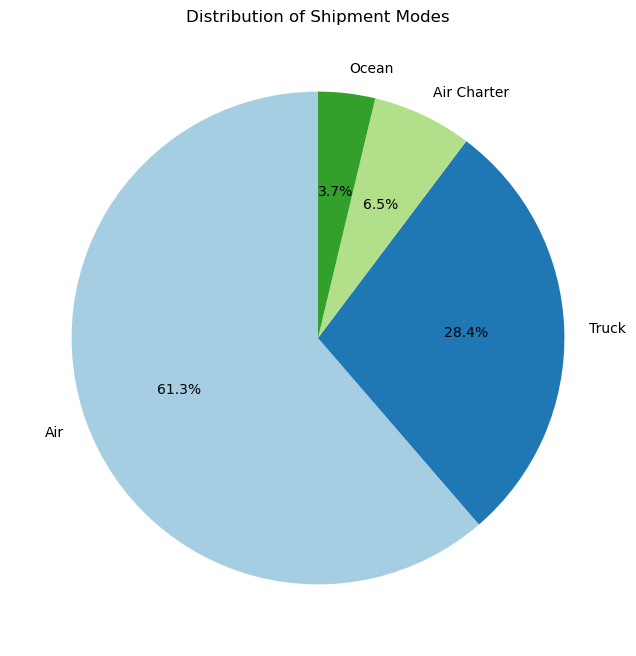 Distribution of Shipment Modes
Ocean
Air Charter
3.7%
6.5%
Truck
28.4%
61.3%
Air